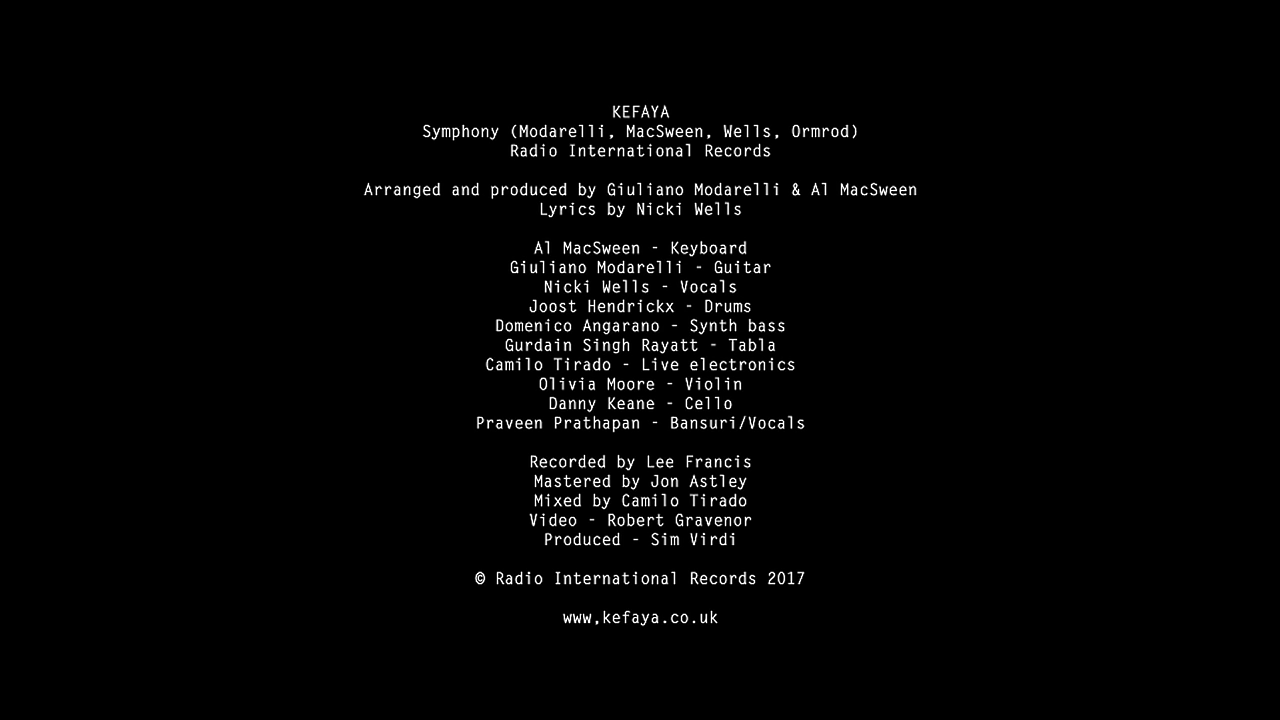 KEFAYA
Symphony (Modarelli, MacSween, Wells, Ormrod)
Radio International Records
Arranged and produced by Giuliano Modarelli & Al MacSween
Lyrics by Nicki Wells
Al MacSween - Keyboard
Giuliano Modarelli - Guitar
Nicki Wells - Vocals
Joost Hendrickx - Drums
Domenico Angarano - Synth bass
Gurdain Singh Rayatt - Tabla
Camilo Tirado - Live electronics
Olivia Moore - Violin
Danny Keane - Cello
Praveen Prathapan - Bansuri/Vocals
Recorded by Lee Francis
Mastered by Jon Astley
Mixed by Camilo Tirado
Video - Robert Gravenor
Produced - Sim Virdi
© Radio International Records 2017
www,kefaya.co.uk